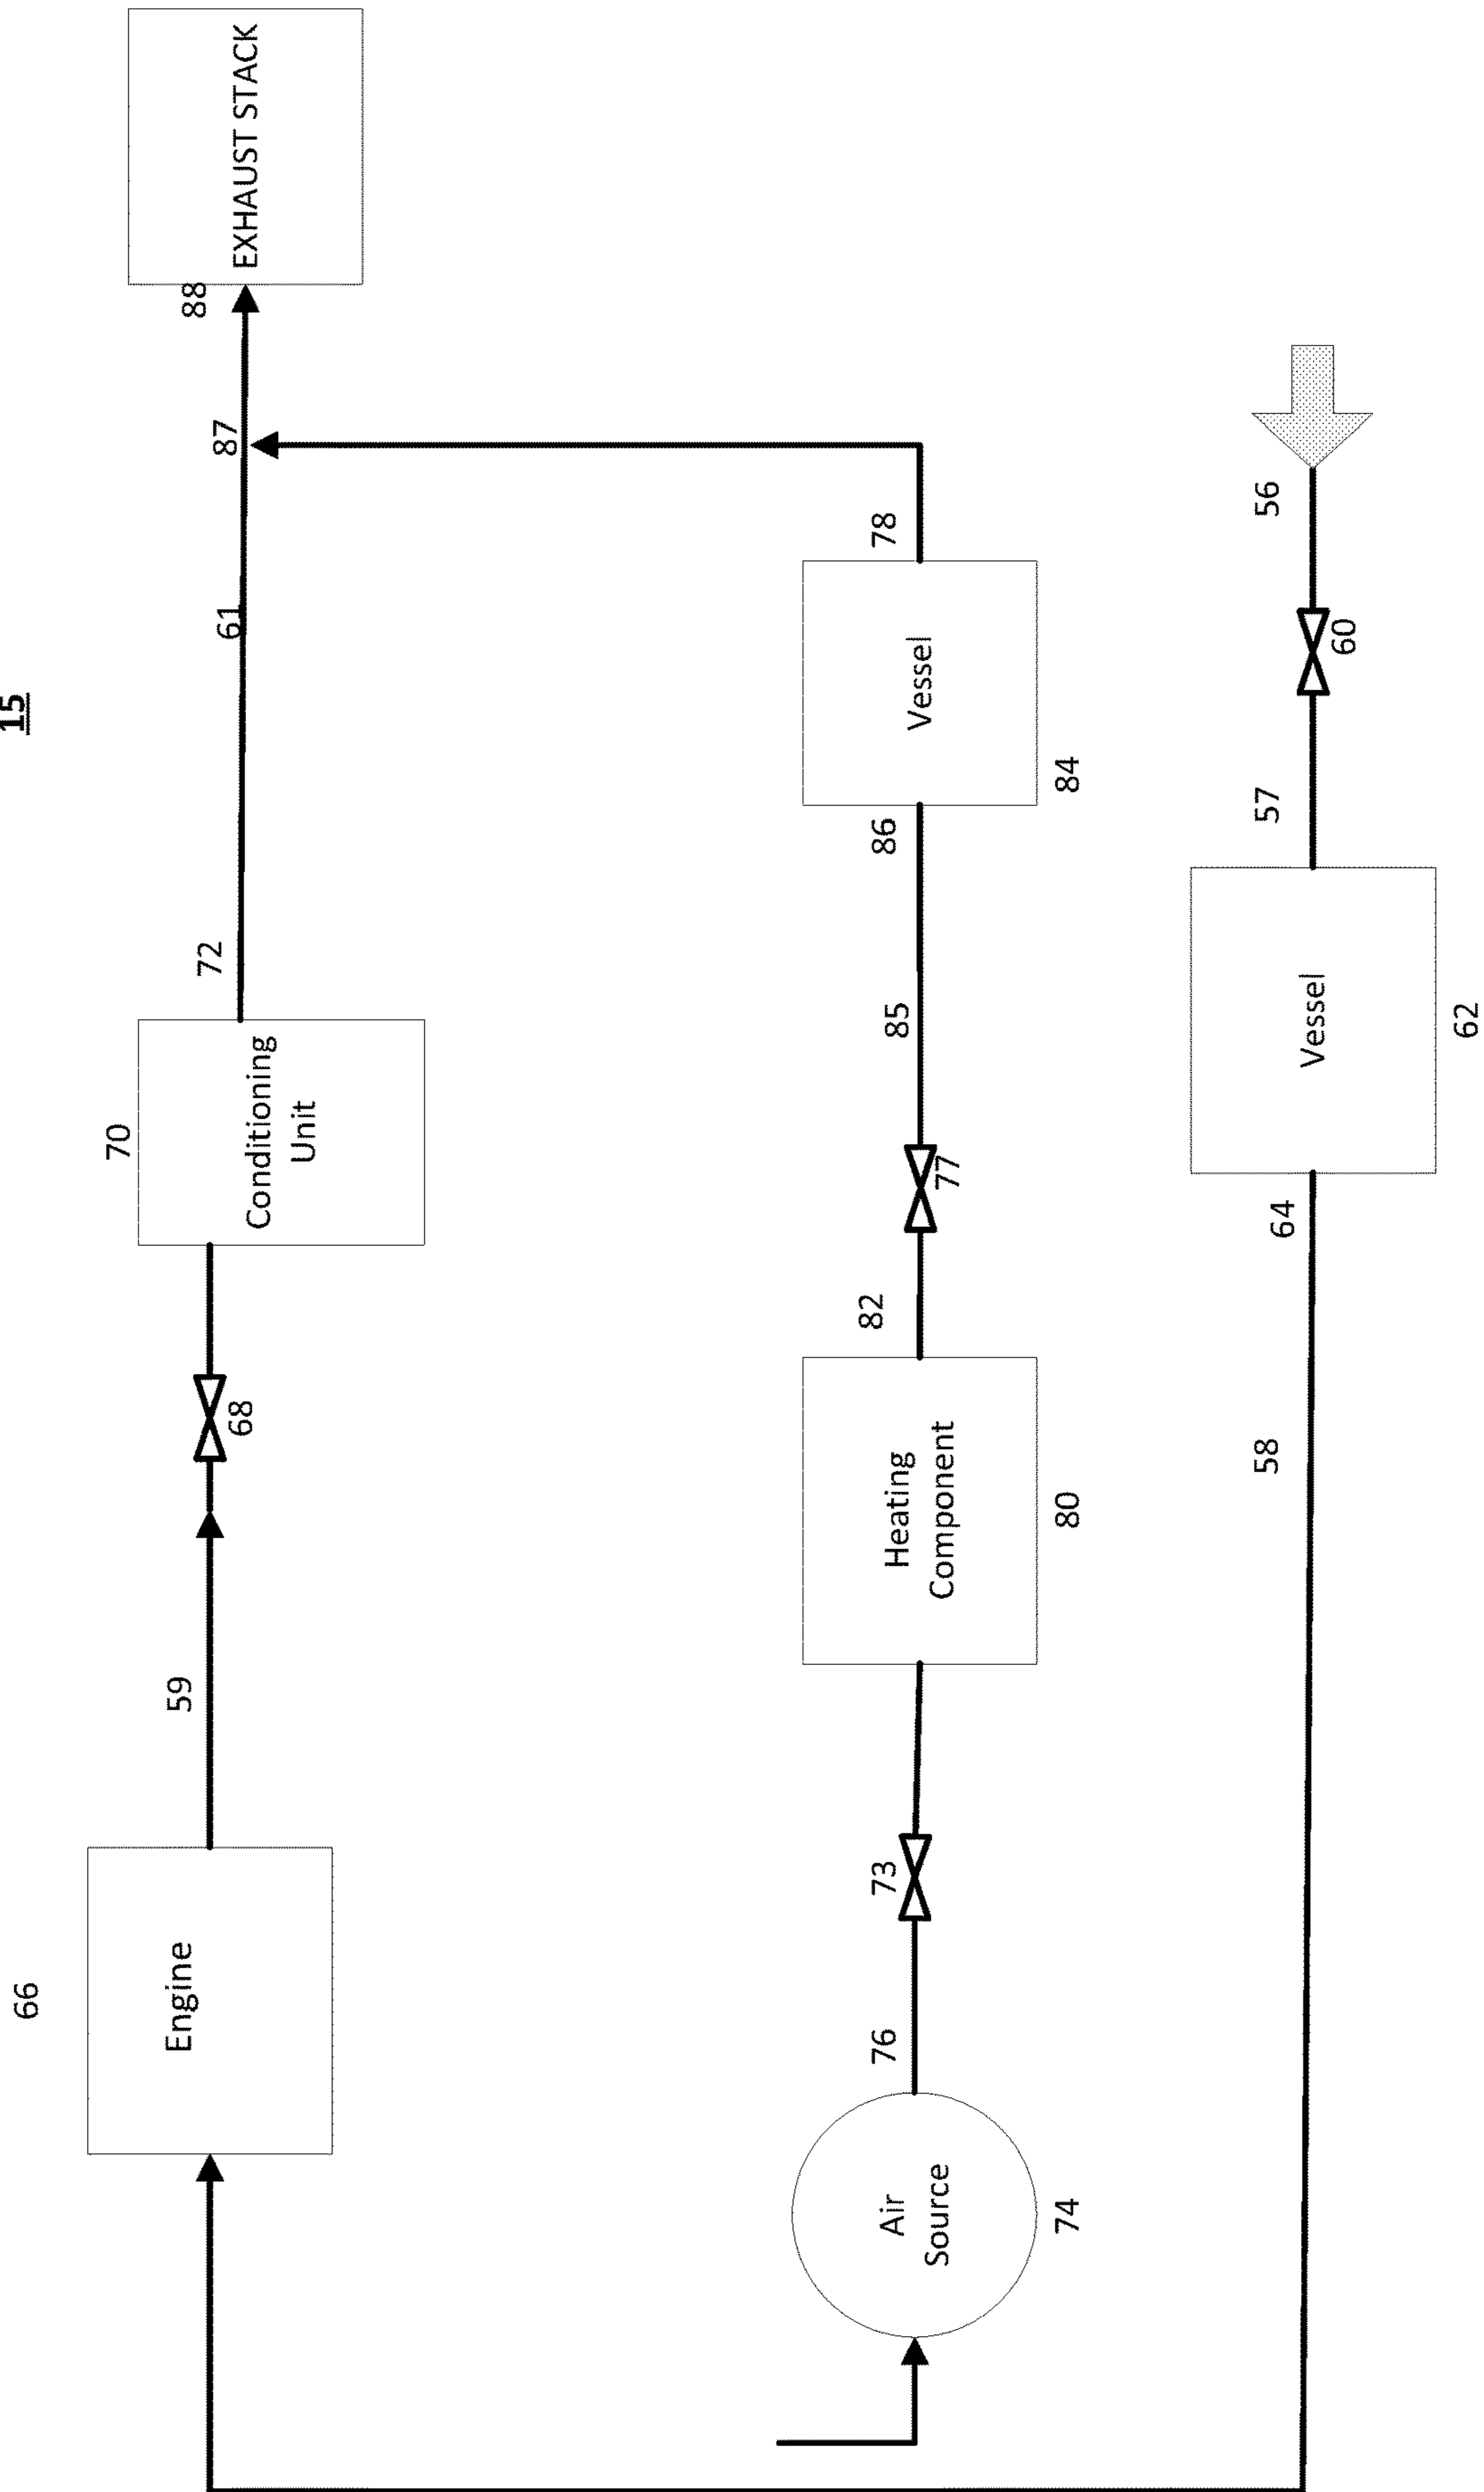 15
66
Engine
59
68
70
Conditioning
Unit
72
61
87
88
EXHAUST STACK
Air
Source
74
76
73
Heating
Component
80
82
77
85
86
Vessel
84
78
58
64
Vessel
62
57
60
56